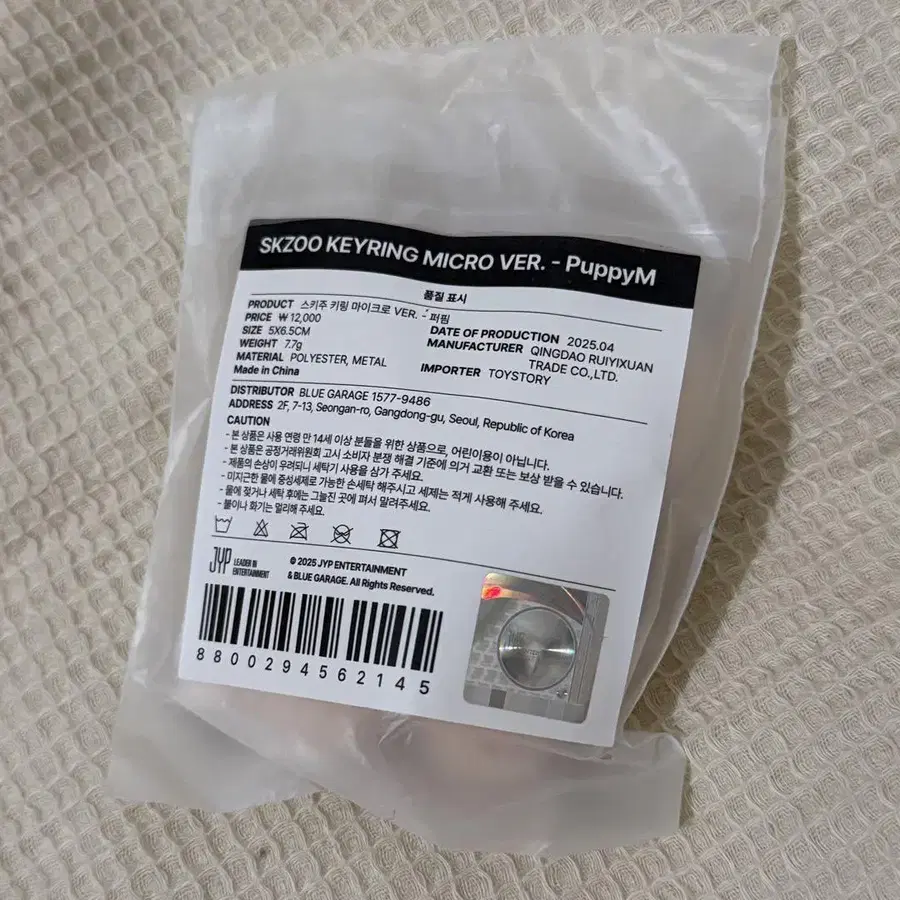 SKZOO KEYRING MICRO VER. - PuppyM
품질 표시
PRODUCT 스키주 키링 마이크로 VER. - 퍼핌
PRICE ₩12,000
SIZE 5X6.5CM
WEIGHT 7.7g
MATERIAL POLYESTER, METAL
Made in China
DATE OF PRODUCTION 2025.04
MANUFACTURER QINGDAO RUIYIXUAN
TRADE CO.,LTD.
IMPORTER TOYSTORY
DISTRIBUTOR BLUE GARAGE 1577-9486
ADDRESS 2F, 7-13, Seongan-ro, Gangdong-gu, Seoul, Republic of Korea
CAUTION
- 본 상품은 사용 연령 만 14세 이상 분들을 위한 상품으로, 어린이용이 아닙니다.
- 본 상품은 공정거래위원회 고시 소비자 분쟁 해결 기준에 의거 교환 또는 보상 받을 수 있습니다.
- 제품의 손상이 우려되니 세탁기 사용을 삼가 주세요.
- 미지근한 물에 중성세제로 가능한 손세탁 해주시고 세제는 적게 사용해 주세요.
- 물에 젖거나 세탁 후에는 그늘진 곳에 펴서 말려주세요.
- 불이나 화기는 멀리해 주세요.
JYP LEADER IN
ENTERTAINMENT
© 2025 JYP ENTERTAINMENT
& BLUE GARAGE. All Rights Reserved.
8800294562145
JYP